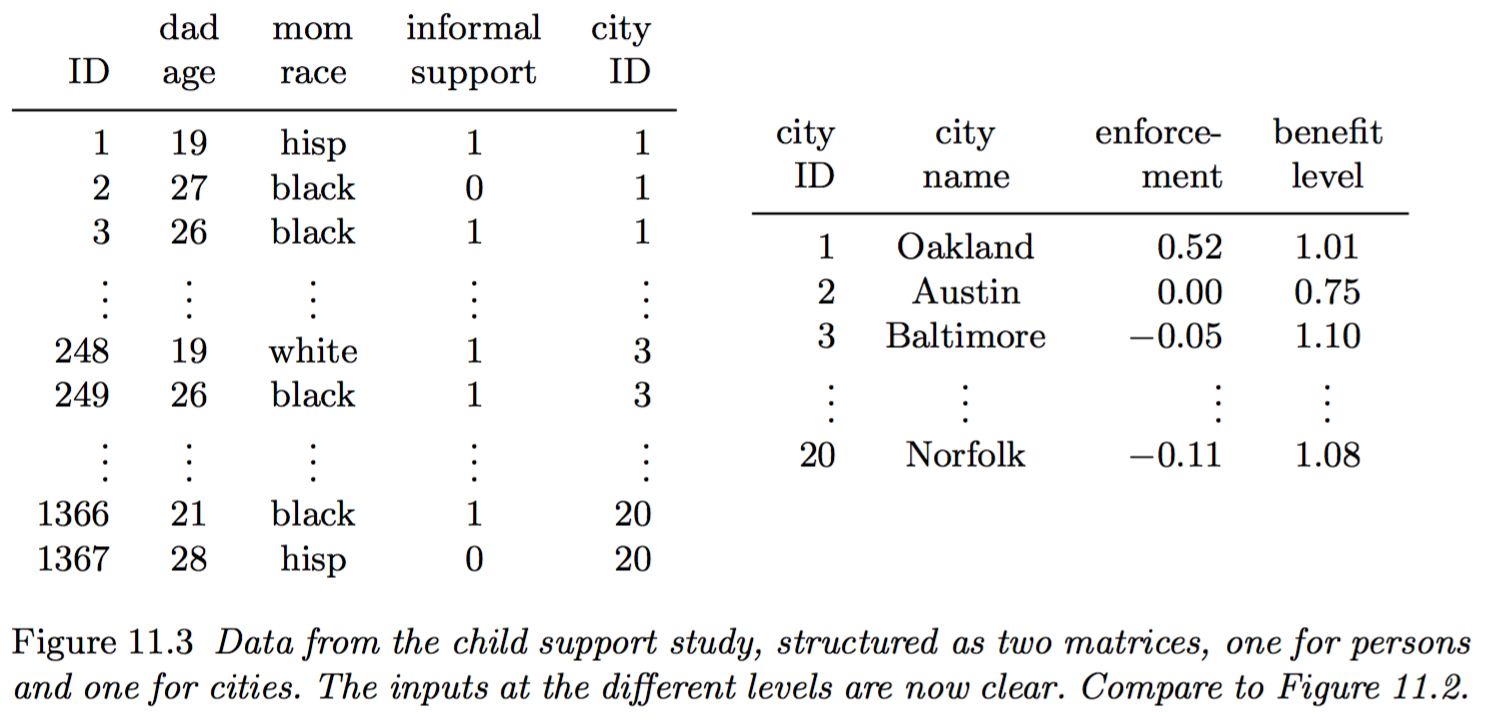 dad mom informal city
ID age race support ID
1 19 hisp 1 1
2 27 black 0 1
3 26 black 1 1
⋮ ⋮ ⋮ ⋮ ⋮
248 19 white 1 3
249 26 black 1 3
⋮ ⋮ ⋮ ⋮ ⋮
1366 21 black 1 20
1367 28 hisp 0 20
city city enforce- benefit
ID name ment level
1 Oakland 0.52 1.01
2 Austin 0.00 0.75
3 Baltimore −0.05 1.10
⋮ ⋮ ⋮ ⋮
20 Norfolk −0.11 1.08
Figure 11.3 Data from the child support study, structured as two matrices, one for persons
and one for cities. The inputs at the different levels are now clear. Compare to Figure 11.2.